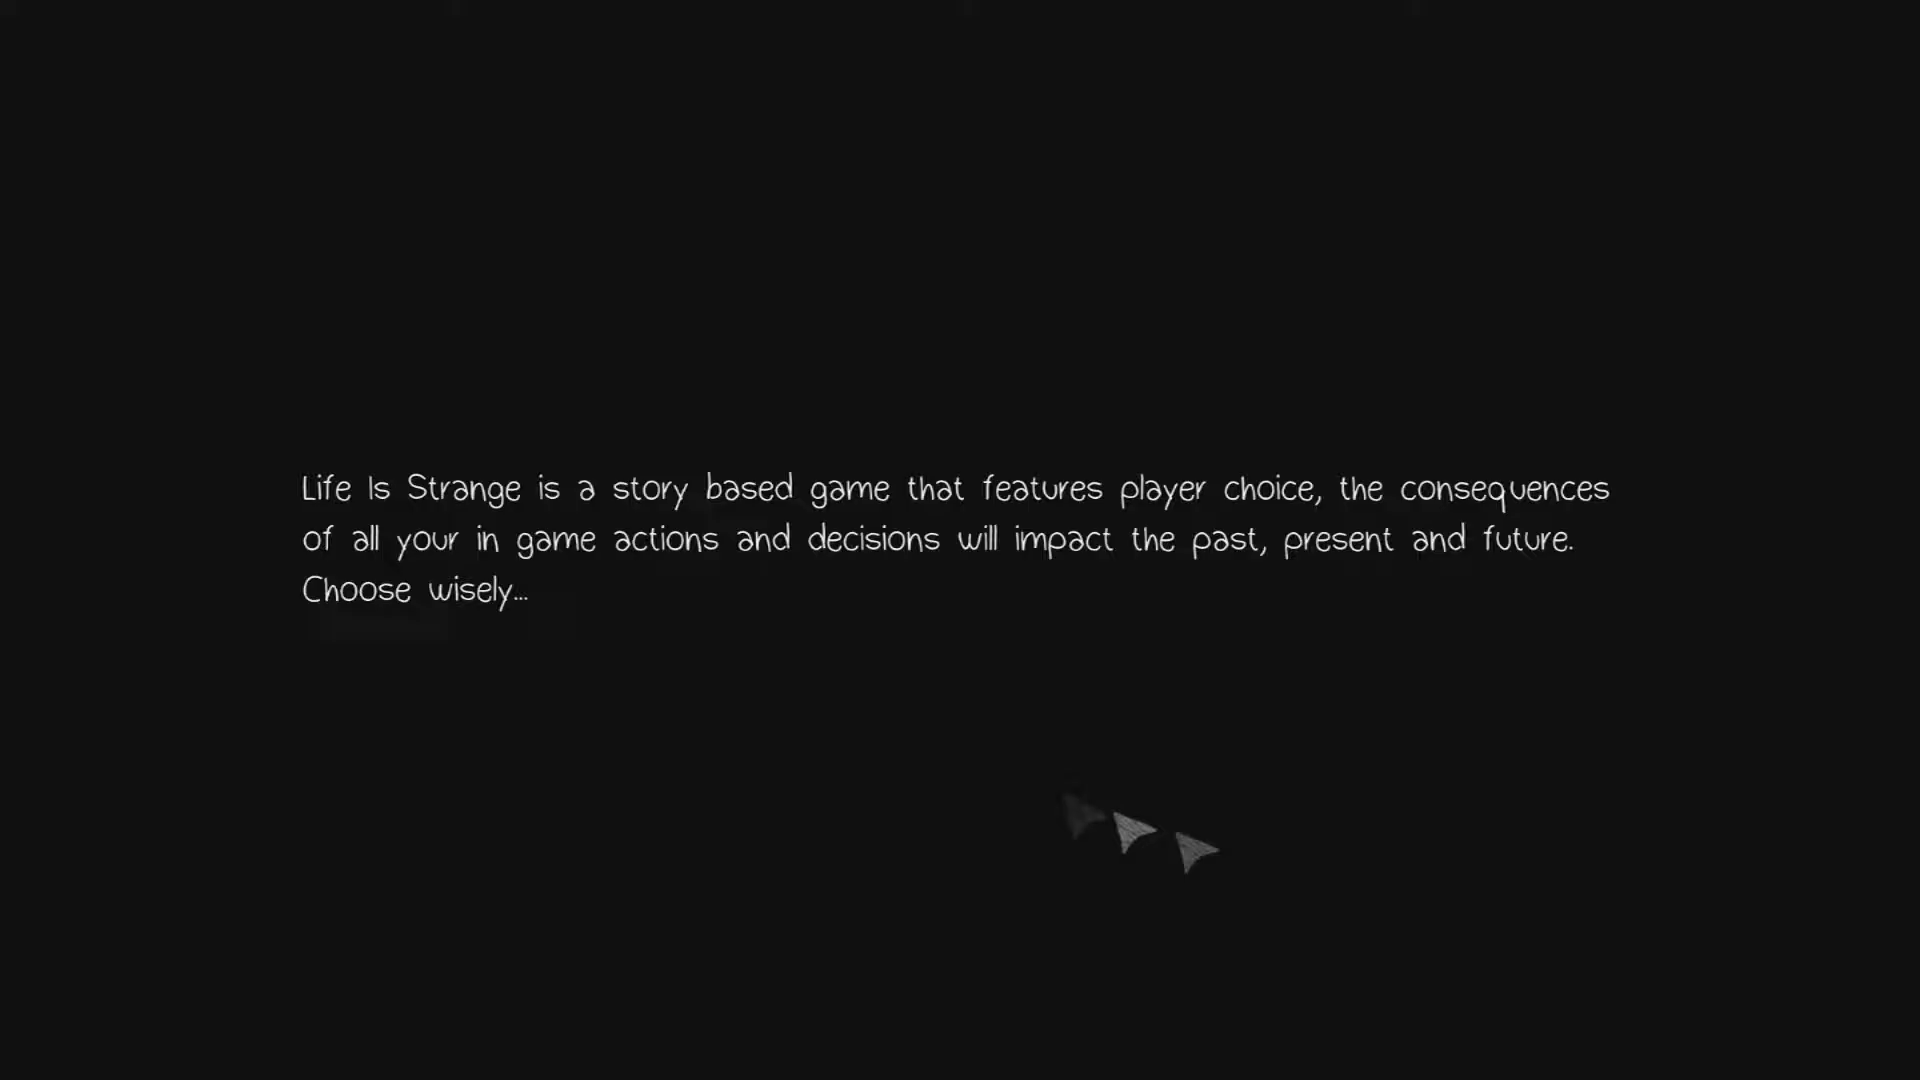 Life Is Strange is a story based game that features player choice, the consequences
of all your in game actions and decisions will impact the past, present and future.
Choose wisely...